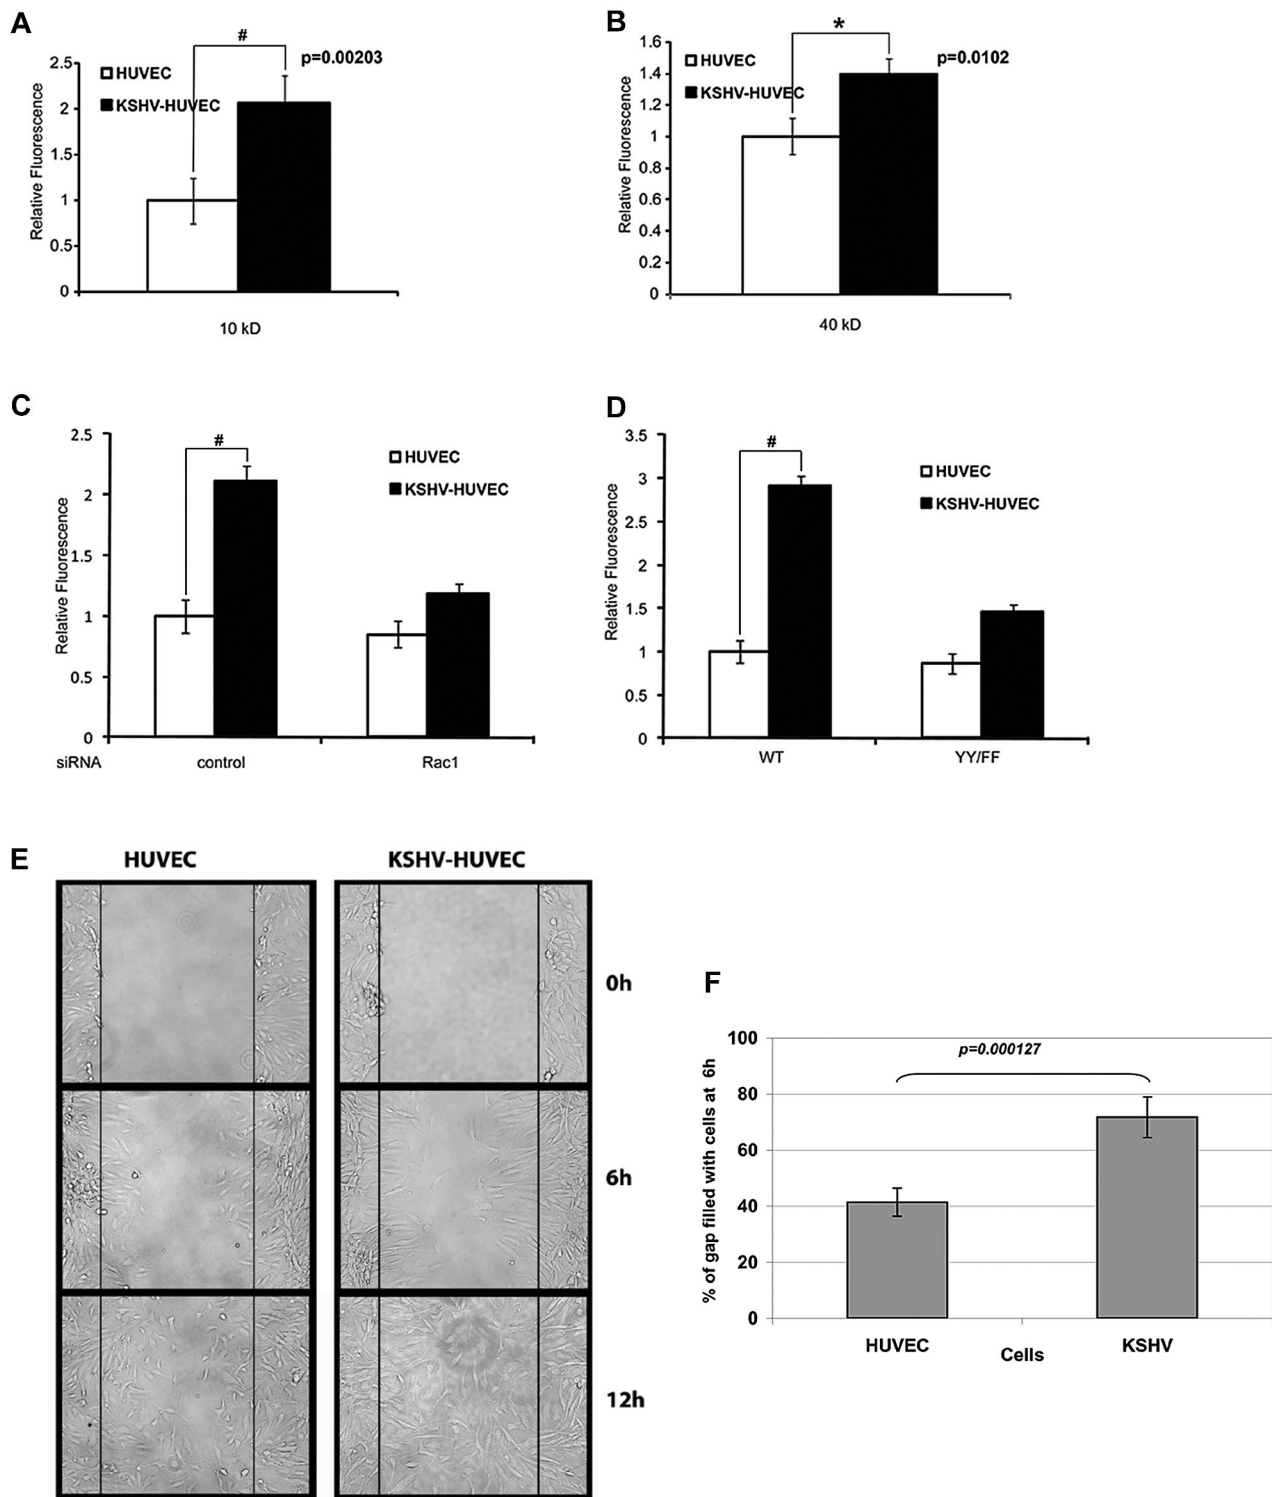 A
#
p=0.00203
HUVEC
KSHV-HUVEC
2.5
2
1.5
1
0.5
0
Relative Fluorescence
10 kD
B
*
p=0.0102
HUVEC
KSHV-HUVEC
1.6
1.4
1.2
1
0.8
0.6
0.4
0.2
0
Relative Fluorescence
40 kD
C
#
HUVEC
KSHV-HUVEC
2.5
2
1.5
1
0.5
0
Relative Fluorescence
siRNA control Rac1
D
#
HUVEC
KSHV-HUVEC
3.5
3
2.5
2
1.5
1
0.5
0
Relative Fluorescence
WT YY/FF
E
HUVEC KSHV-HUVEC
0h
6h
12h
F
p=0.000127
100
80
60
40
20
0
% of gap filled with cells at 6h
HUVEC KSHV
Cells